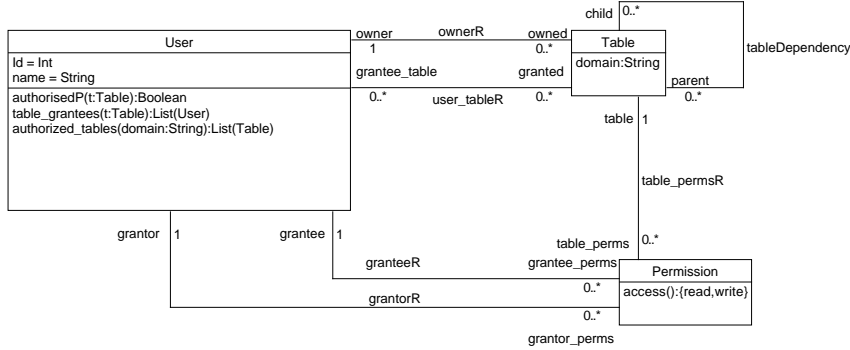 child
0..*
User
owner
ownerR
owned
Table
1
0..*
tableDependency
Id = Int
name = String
domain:String
grantee_table
granted
parent
authorisedP(t:Table):Boolean
0..*
user_tableR
0..*
0..*
table_grantees(t:Table):List(User)
table
1
authorized_tables(domain:String):List(Table)
table_permsR
grantor
1
grantee
1
table_perms
0..*
granteeR
grantee_perms
Permission
0..*
access():{read,write}
grantorR
0..*
grantor_perms